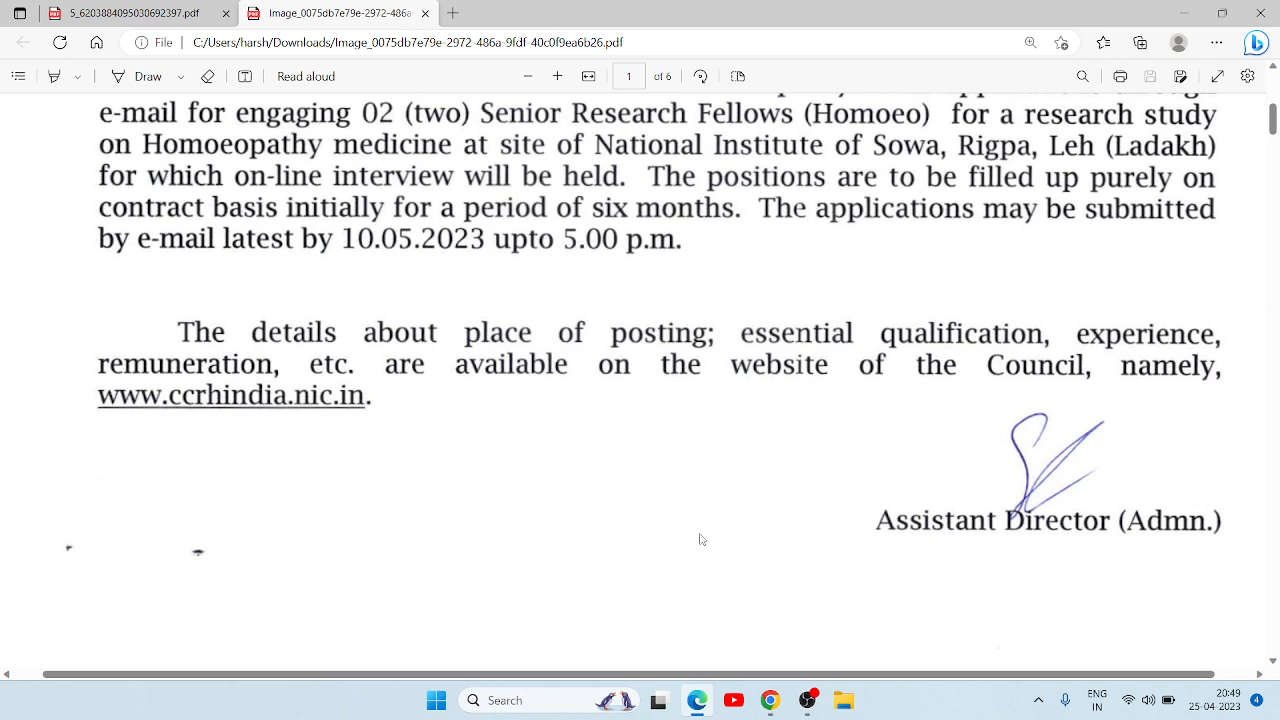 5_6203884095030692397.pdf
Image_0075db7e79e-2972-486a
File
C:/Users/harsh/Downloads/Image_0075db7e79e-2972-486a-9fdf-40c0f9ea6b26.pdf
Draw
Read aloud
1 of 6
e-mail for engaging 02 (two) Senior Research Fellows (Homoeo) for a research study
on Homoeopathy medicine at site of National Institute of Sowa, Rigpa, Leh (Ladakh)
for which on-line interview will be held. The positions are to be filled up purely on
contract basis initially for a period of six months. The applications may be submitted
by e-mail latest by 10.05.2023 upto 5.00 p.m.
The details about place of posting; essential qualification, experience,
remuneration, etc. are available on the website of the Council, namely,
www.ccrhindia.nic.in.
Assistant Director (Admn.)
Search
ENG
IN
20:49
25-04-2023
4